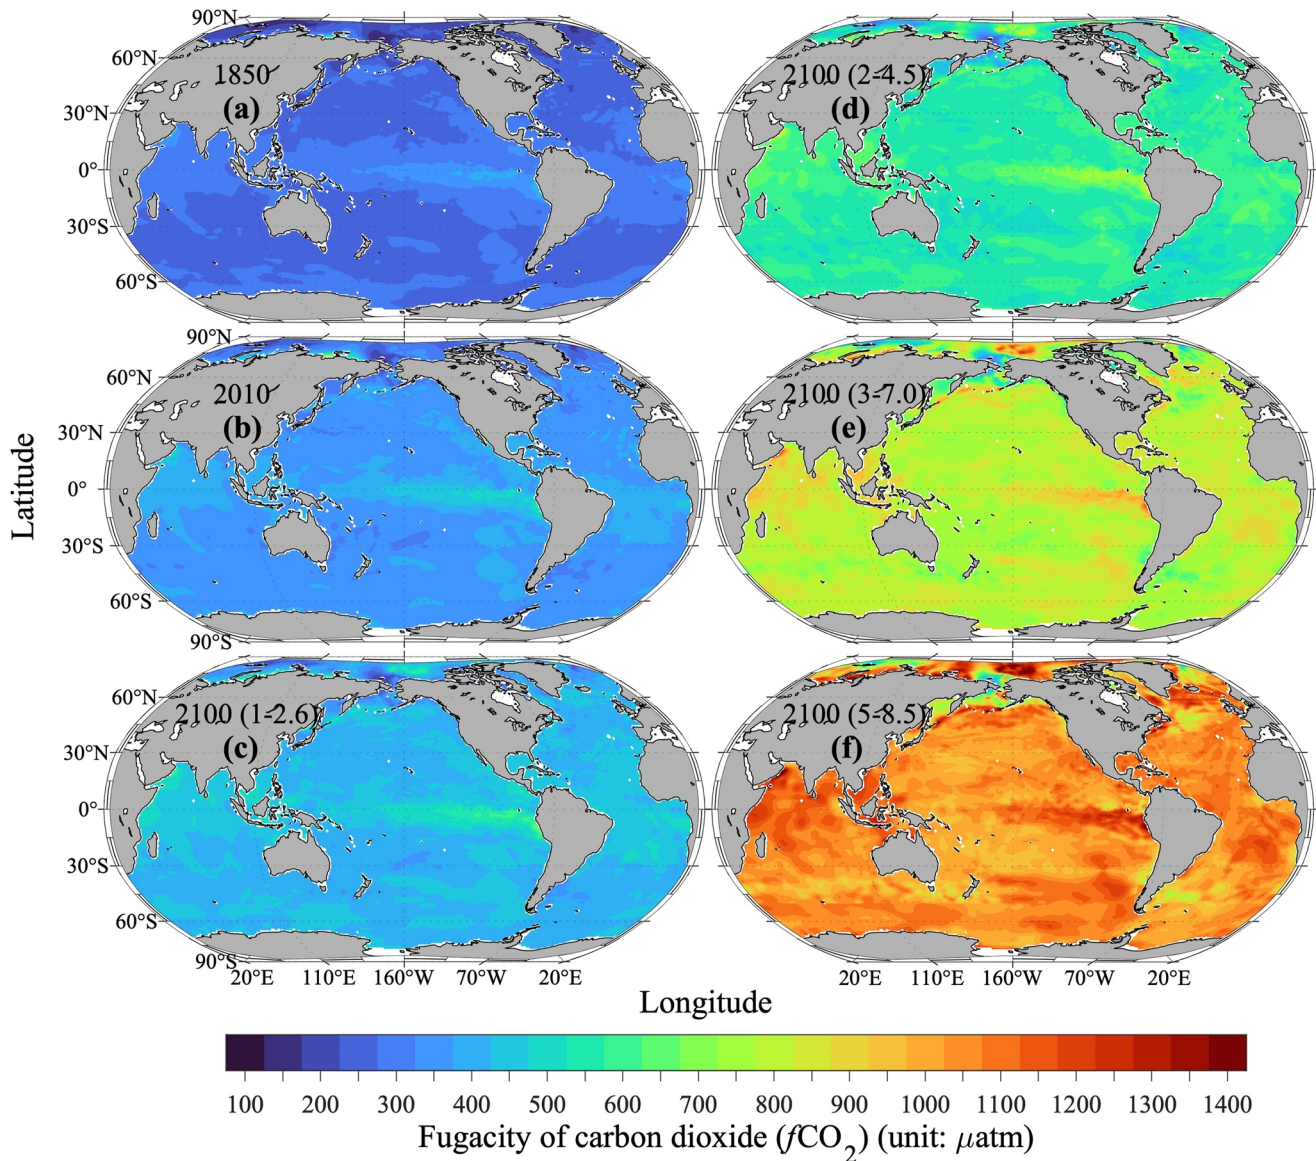 90°N
60°N
30°N
0°
30°S
60°S
1850
(a)
2100 (2-4.5)
(d)
90°N
60°N
30°N
0°
30°S
60°S
90°S
2010
(b)
2100 (3-7.0)
(e)
60°N
30°N
0°
30°S
60°S
90°S
2100 (1-2.6)
(c)
2100 (5-8.5)
(f)
Latitude
20°E 110°E 160°W 70°W 20°E
20°E 110°E 160°W 70°W 20°E
Longitude
100 200 300 400 500 600 700 800 900 1000 1100 1200 1300 1400
Fugacity of carbon dioxide (fCO₂) (unit: μatm)